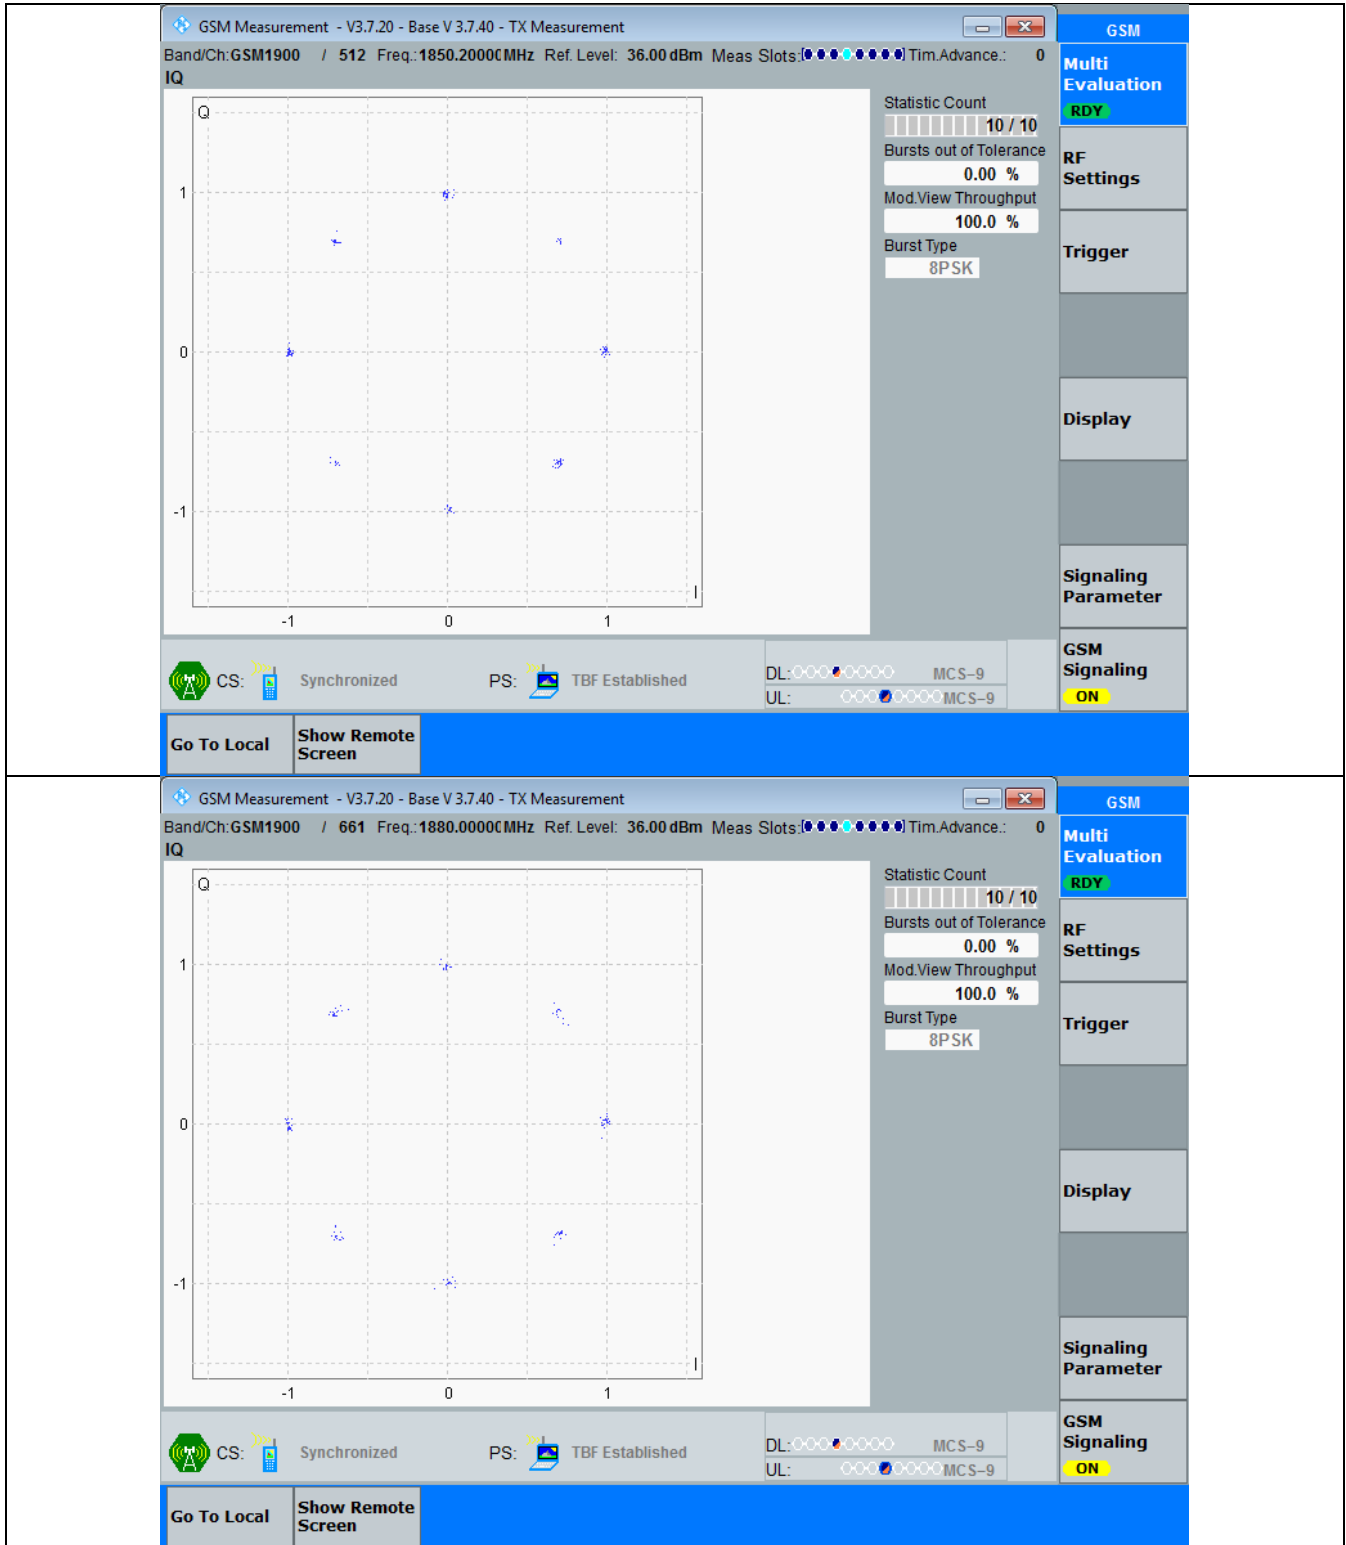 GSM Measurement - V3.7.20 - Base V 3.7.40 - TX Measurement
GSM
Band/Ch:GSM1900 / 512 Freq.:1850.20000MHz Ref. Level: 36.00 dBm Meas Slots: Tim.Advance.: 0
IQ
Multi
Evaluation
RDY
Q
Statistic Count
10 / 10
Bursts out of Tolerance
0.00 %
Mod.View Throughput
100.0 %
Burst Type
8PSK
RF
Settings
Trigger
Display
Signaling
Parameter
GSM
Signaling
ON
1
0
-1
I
-1 0 1
CS: Synchronized PS: TBF Established DL: MCS-9
UL: MCS-9
Go To Local
Show Remote
Screen
GSM Measurement - V3.7.20 - Base V 3.7.40 - TX Measurement
GSM
Band/Ch:GSM1900 / 661 Freq.:1880.00000MHz Ref. Level: 36.00 dBm Meas Slots: Tim.Advance.: 0
IQ
Multi
Evaluation
RDY
Q
Statistic Count
10 / 10
Bursts out of Tolerance
0.00 %
Mod.View Throughput
100.0 %
Burst Type
8PSK
RF
Settings
Trigger
Display
Signaling
Parameter
GSM
Signaling
ON
1
0
-1
I
-1 0 1
CS: Synchronized PS: TBF Established DL: MCS-9
UL: MCS-9
Go To Local
Show Remote
Screen